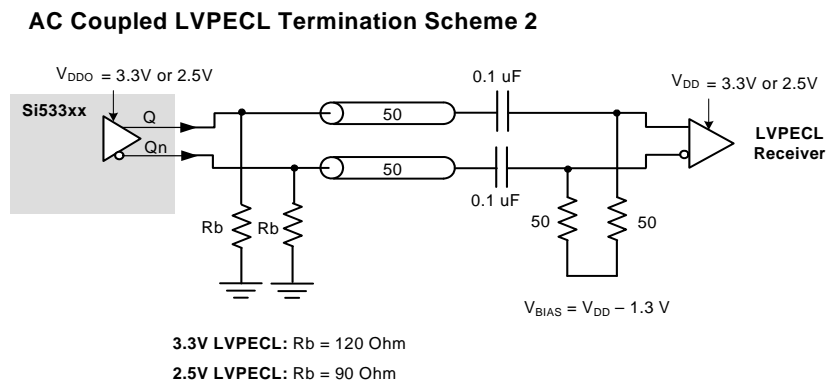 AC Coupled LVPECL Termination Scheme 2
VDDO = 3.3V or 2.5V
0.1 uF
VDD = 3.3V or 2.5V
Si533xx
Q
50
LVPECL
Receiver
Qn
50
0.1 uF
Rb
Rb
50
50
VBIAS = VDD – 1.3 V
3.3V LVPECL: Rb = 120 Ohm
2.5V LVPECL: Rb = 90 Ohm